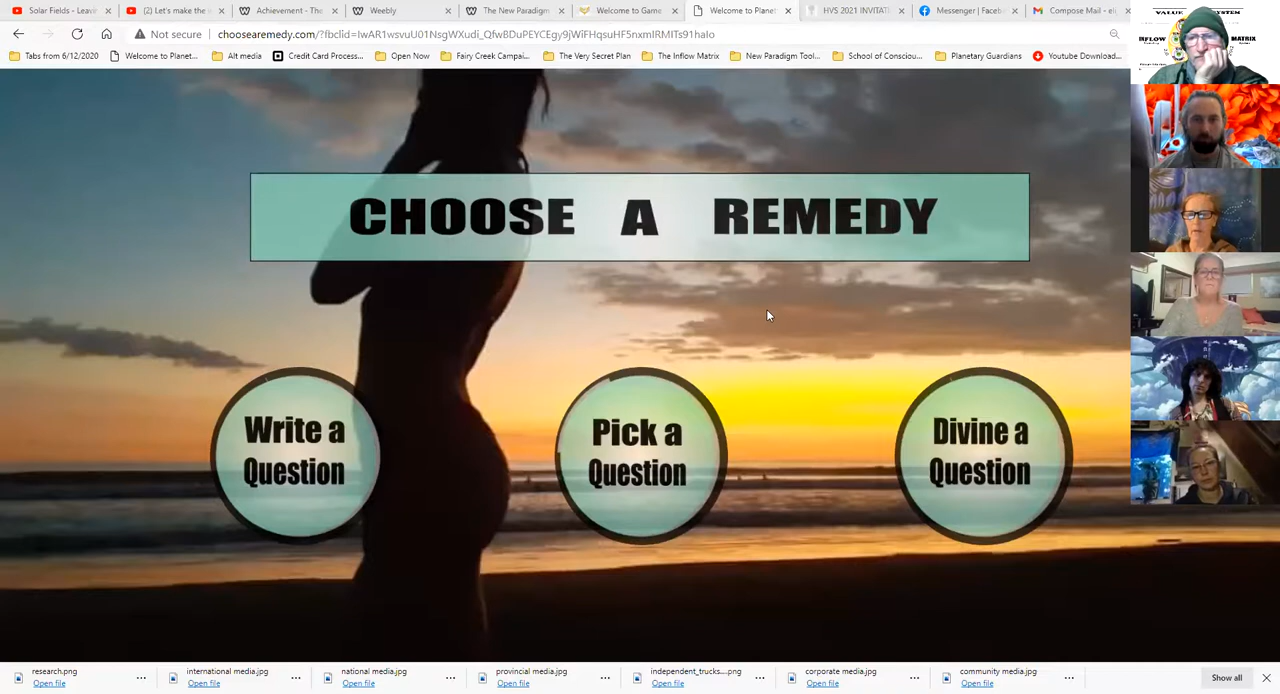 Solar Fields - Leavin
(2) Let's make the w
Achievement - The
Weebly
The New Paradigm
Welcome to Game
Welcome to Planet
HVS 2021 INVITATI
Messenger | Faceb
Compose Mail - eig
Not secure
choosearemedy.com/?fbclid=IwAR1wsvuU01NsgWXudi_QfwBDuPEYCEgy9jWiFHqsuHF5nxmlRMITs91haIo
Tabs from 6/12/2020
Welcome to Planet...
Alt media
Credit Card Process...
Open Now
Fairy Creek Campai...
The Very Secret Plan
The Inflow Matrix
New Paradigm Tool...
School of Consciou...
Planetary Guardians
Youtube Download...
VALUE SYSTEM
INFLOW MATRIX
CHOOSE A REMEDY
Write a
Question
Pick a
Question
Divine a
Question
research.png
Open file
international media.jpg
Open file
national media.jpg
Open file
provincial media.jpg
Open file
independent_trucks....png
Open file
corporate media.jpg
Open file
community media.jpg
Open file
Show all